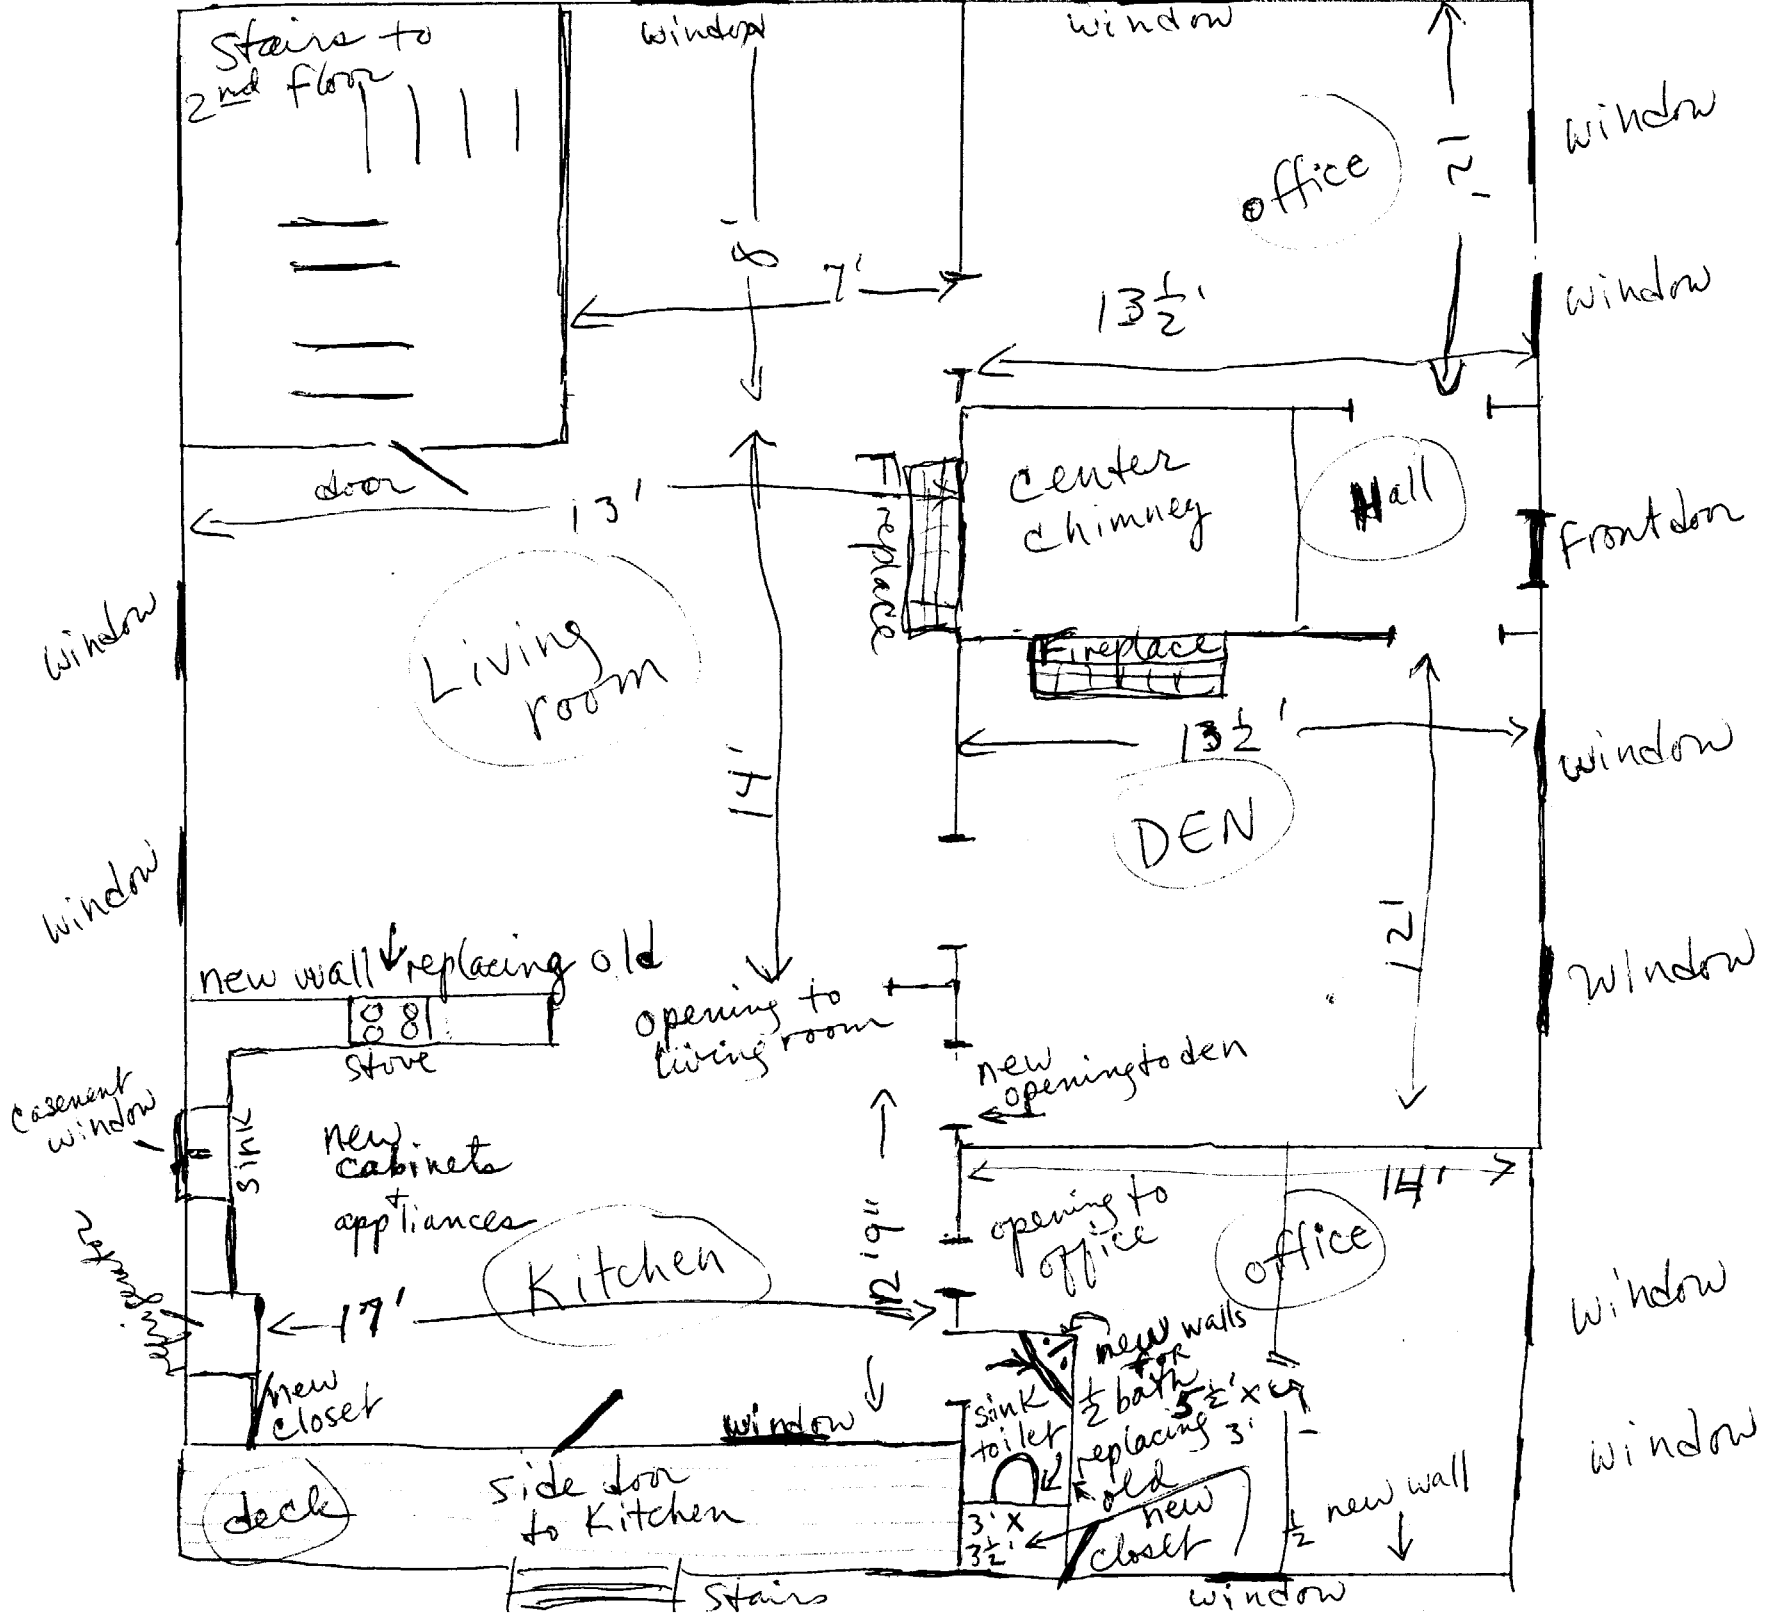 Stairs to
2nd floor
window
window
window
office
12'
8'
7'
13 1/2'
window
door
13'
Fireplace
center
chimney
Hall
Front door
Fireplace
window
Living
room
14'
13 1/2'
window
DEN
window
12'
window
new wall ↓ replacing old
stove
opening to
living room
new
opening to den
casement
window
sink
new
cabinets
+
appliances
12' 9"
14'
opening to
office
office
Kitchen
refrigerator
17'
window
new walls
for
1/2 bath
5 1/2' x
3'
replacing
old
sink
toilet
new
closet
window
window
deck
side door
to Kitchen
3' x
3 1/2'
new
closet
new wall
stairs
window